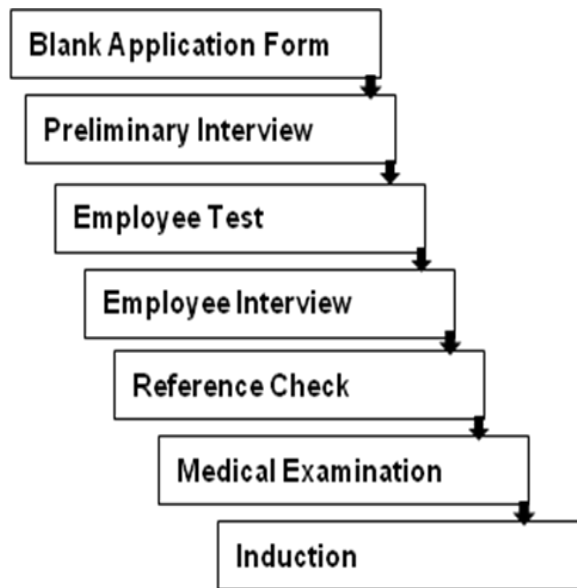 Blank Application Form
Preliminary Interview
Employee Test
Employee Interview
Reference Check
Medical Examination
Induction